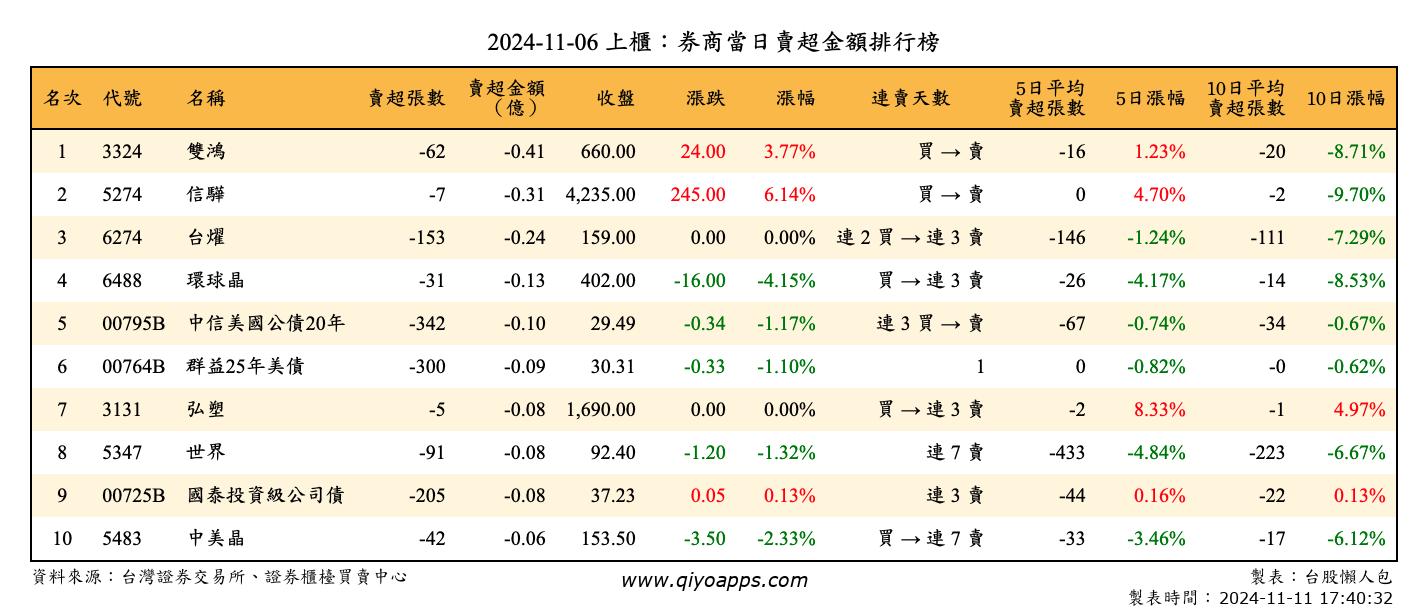 2024-11-06 上櫃：券商當日賣超金額排行榜
名次 代號 名稱 賣超張數 賣超金額（億） 收盤 漲跌 漲幅 連賣天數 5日平均賣超張數 5日漲幅 10日平均賣超張數 10日漲幅
1 3324 雙鴻 -62 -0.41 660.00 24.00 3.77% 買 → 賣 -16 1.23% -20 -8.71%
2 5274 信驊 -7 -0.31 4,235.00 245.00 6.14% 買 → 賣 0 4.70% -2 -9.70%
3 6274 台燿 -153 -0.24 159.00 0.00 0.00% 連 2 買 → 連 3 賣 -146 -1.24% -111 -7.29%
4 6488 環球晶 -31 -0.13 402.00 -16.00 -4.15% 買 → 連 3 賣 -26 -4.17% -14 -8.53%
5 00795B 中信美國公債20年 -342 -0.10 29.49 -0.34 -1.17% 連 3 買 → 賣 -67 -0.74% -34 -0.67%
6 00764B 群益25年美債 -300 -0.09 30.31 -0.33 -1.10% 1 0 -0.82% -0 -0.62%
7 3131 弘塑 -5 -0.08 1,690.00 0.00 0.00% 買 → 連 3 賣 -2 8.33% -1 4.97%
8 5347 世界 -91 -0.08 92.40 -1.20 -1.32% 連 7 賣 -433 -4.84% -223 -6.67%
9 00725B 國泰投資級公司債 -205 -0.08 37.23 0.05 0.13% 連 3 賣 -44 0.16% -22 0.13%
10 5483 中美晶 -42 -0.06 153.50 -3.50 -2.33% 買 → 連 7 賣 -33 -3.46% -17 -6.12%
資料來源：台灣證券交易所、證券櫃檯買賣中心 www.qiyoapps.com 製表：台股懶人包
製表時間：2024-11-11 17:40:32